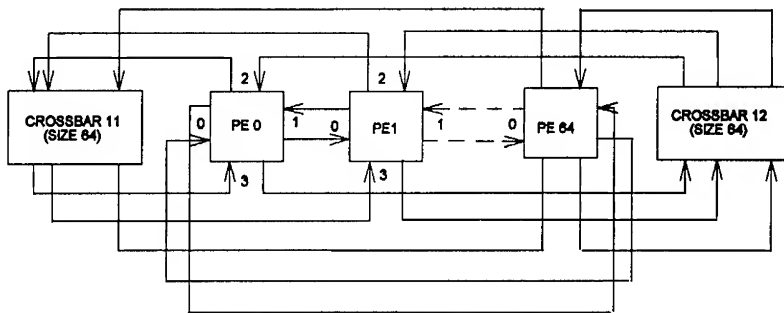 2
2
CROSSBAR 11
(SIZE 64)
0
PE 0
1
0
PE1
1
0
PE 64
CROSSBAR 12
(SIZE 64)
3
3